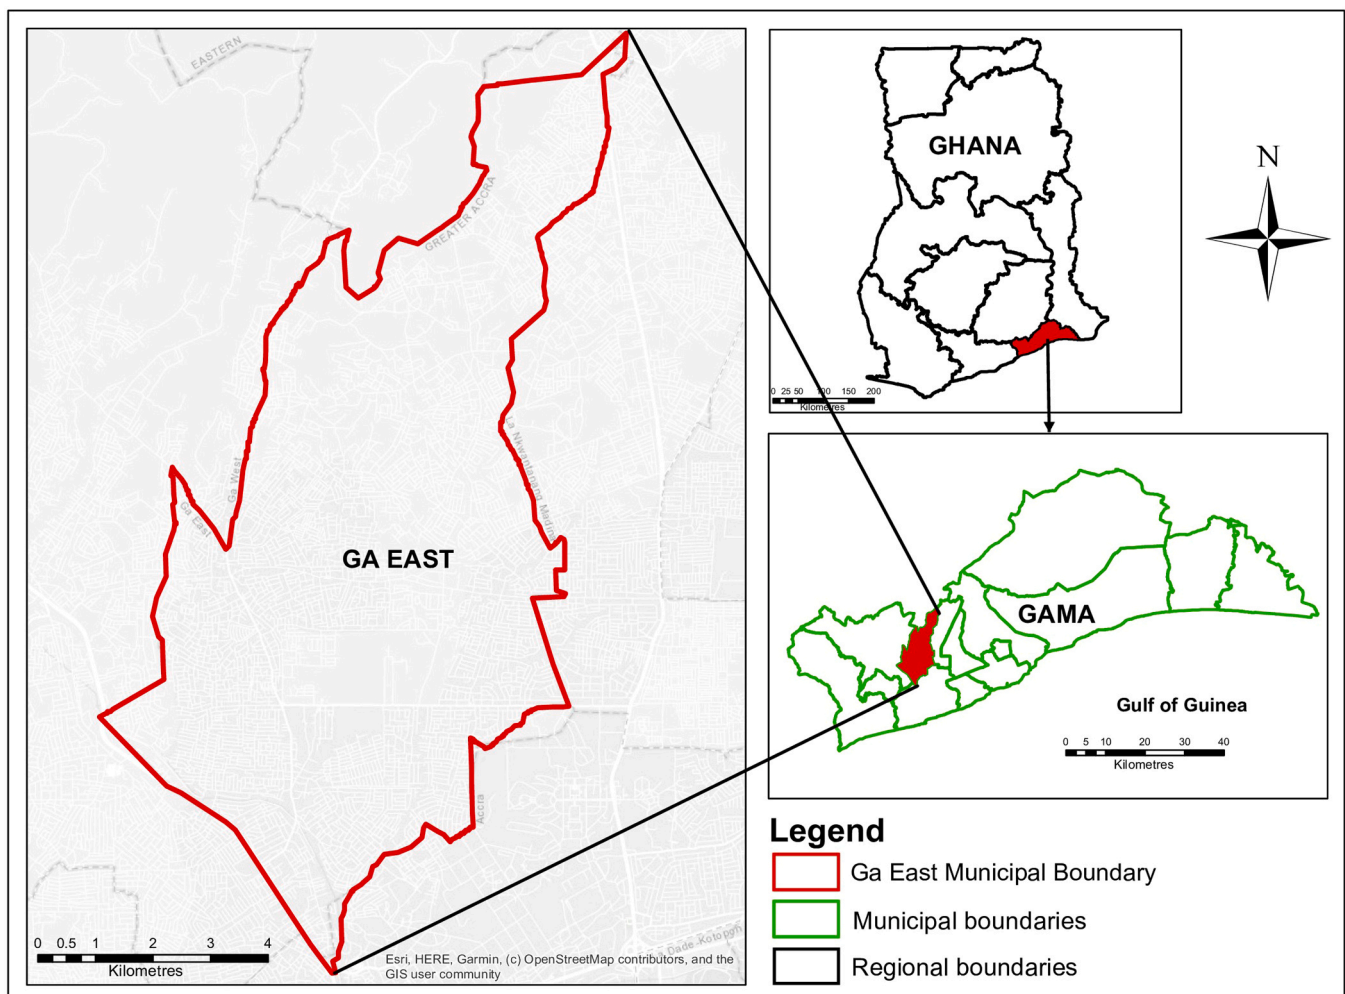 EASTERN
GREATER ACCRA
Ga West
Ga East
La Nkwantanang Madina
GA EAST
Accra
Dade-Kotopon
0 0.5 1 2 3 4
Kilometres
Esri, HERE, Garmin, (c) OpenStreetMap contributors, and the
GIS user community
GHANA
0 25 50 100 150 200
Kilometres
N
GAMA
Gulf of Guinea
0 5 10 20 30 40
Kilometres
Legend
Ga East Municipal Boundary
Municipal boundaries
Regional boundaries